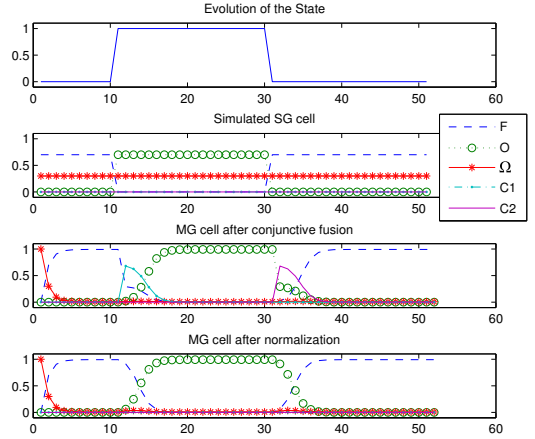 Evolution of the State
1
0.5
0
0 10 20 30 40 50 60
Simulated SG cell
1
0.5
0
0 10 20 30 40 50 60
F
O
Ω
C1
C2
MG cell after conjunctive fusion
1
0.5
0
0 10 20 30 40 50 60
MG cell after normalization
1
0.5
0
0 10 20 30 40 50 60